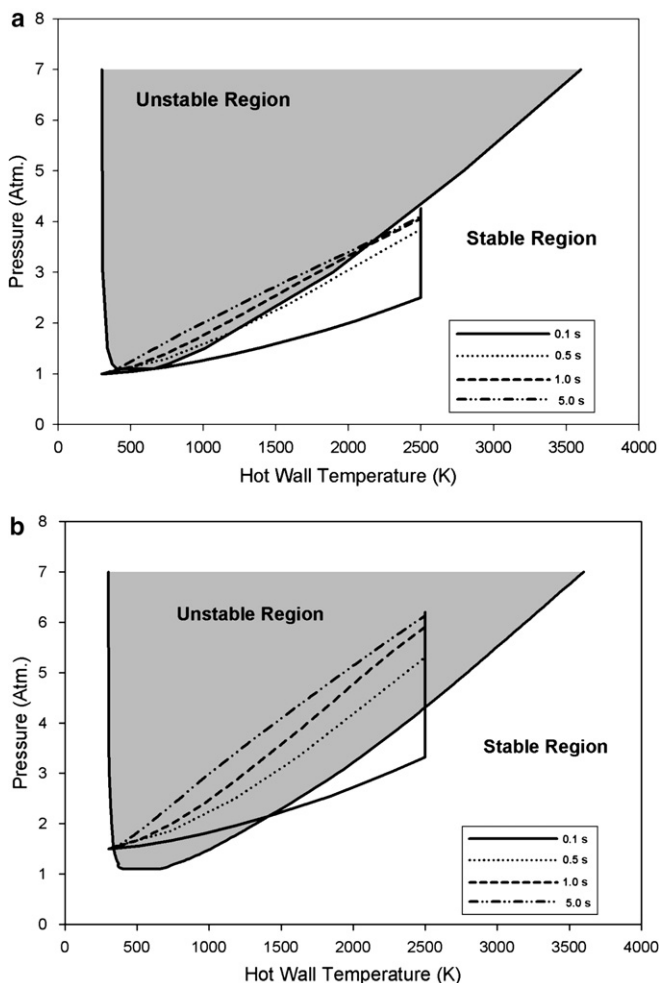 a
8
7
6
5
4
3
2
1
0
Pressure (Atm.)
Unstable Region
Stable Region
0.1 s
0.5 s
1.0 s
5.0 s
0 500 1000 1500 2000 2500 3000 3500 4000
Hot Wall Temperature (K)
b
8
7
6
5
4
3
2
1
0
Pressure (Atm.)
Unstable Region
Stable Region
0.1 s
0.5 s
1.0 s
5.0 s
0 500 1000 1500 2000 2500 3000 3500 4000
Hot Wall Temperature (K)